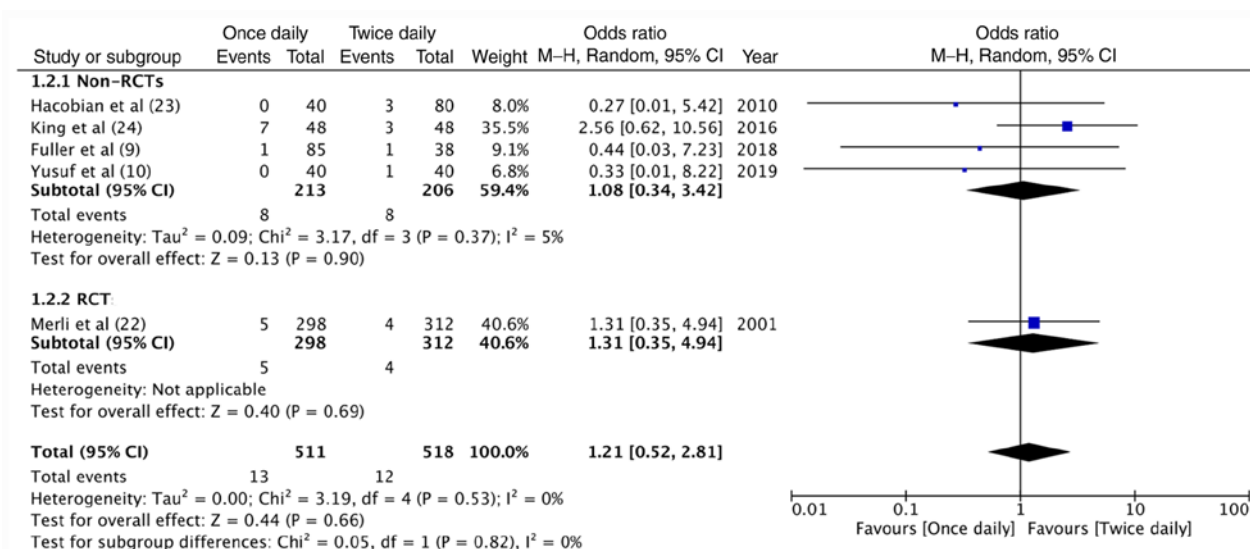 Once daily Twice daily Odds ratio Odds ratio
Study or subgroup Events Total Events Total Weight M–H, Random, 95% CI Year M–H, Random, 95% CI
1.2.1 Non-RCTs
Hacobian et al (23) 0 40 3 80 8.0% 0.27 [0.01, 5.42] 2010
King et al (24) 7 48 3 48 35.5% 2.56 [0.62, 10.56] 2016
Fuller et al (9) 1 85 1 38 9.1% 0.44 [0.03, 7.23] 2018
Yusuf et al (10) 0 40 1 40 6.8% 0.33 [0.01, 8.22] 2019
Subtotal (95% CI) 213 206 59.4% 1.08 [0.34, 3.42]
Total events 8 8
Heterogeneity: Tau² = 0.09; Chi² = 3.17, df = 3 (P = 0.37); I² = 5%
Test for overall effect: Z = 0.13 (P = 0.90)
1.2.2 RCT
Merli et al (22) 5 298 4 312 40.6% 1.31 [0.35, 4.94] 2001
Subtotal (95% CI) 298 312 40.6% 1.31 [0.35, 4.94]
Total events 5 4
Heterogeneity: Not applicable
Test for overall effect: Z = 0.40 (P = 0.69)
Total (95% CI) 511 518 100.0% 1.21 [0.52, 2.81]
Total events 13 12
Heterogeneity: Tau² = 0.00; Chi² = 3.19, df = 4 (P = 0.53); I² = 0%
Test for overall effect: Z = 0.44 (P = 0.66)
Test for subgroup differences: Chi² = 0.05, df = 1 (P = 0.82), I² = 0%
0.01 0.1 1 10 100
Favours [Once daily] Favours [Twice daily]